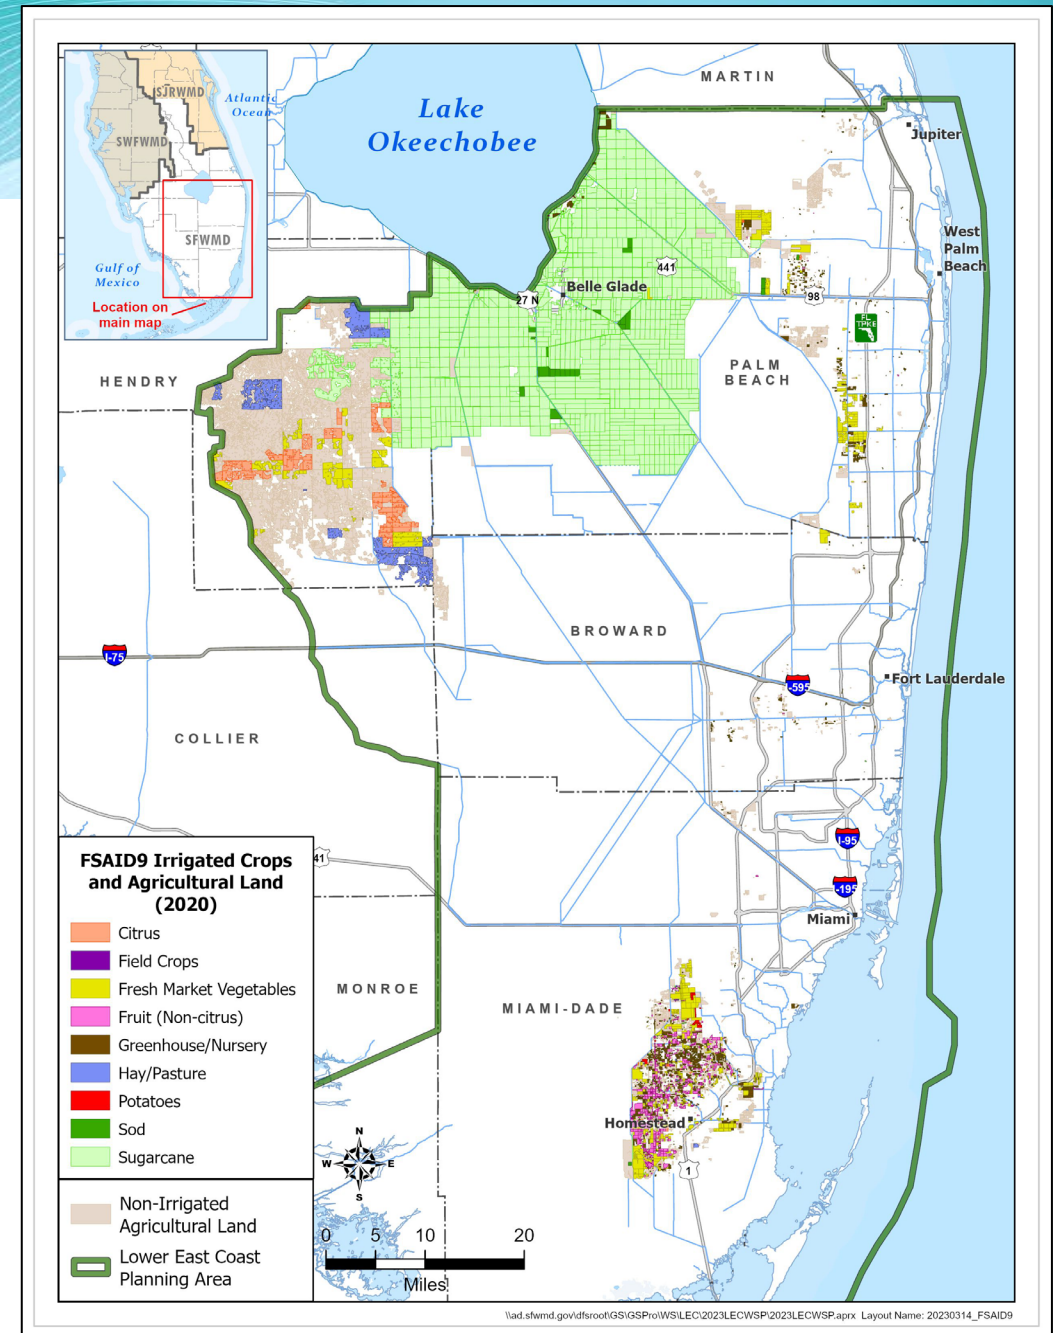 MARTIN
SJRWMD
Atlantic
Ocean
SWFWMD
SFWMD
Gulf of
Mexico
Location on
main map
Lake
Okeechobee
Jupiter
West
Palm
Beach
441
Belle Glade
27 N
98
FL
TPKE
PALM
BEACH
HENDRY
BROWARD
I-75
-595
Fort Lauderdale
COLLIER
I-95
-195
41
Miami
MONROE
MIAMI-DADE
Homestead
1
FSAID9 Irrigated Crops
and Agricultural Land
(2020)
Citrus
Field Crops
Fresh Market Vegetables
Fruit (Non-citrus)
Greenhouse/Nursery
Hay/Pasture
Potatoes
Sod
Sugarcane
Non-Irrigated
Agricultural Land
Lower East Coast
Planning Area
N
W E
S
0 5 10 20
Miles
\\ad.sfwmd.gov\dfsroot\GS\GSPro\WS\LEC\2023LECWSP\2023LECWSP.aprx Layout Name: 20230314_FSAID9